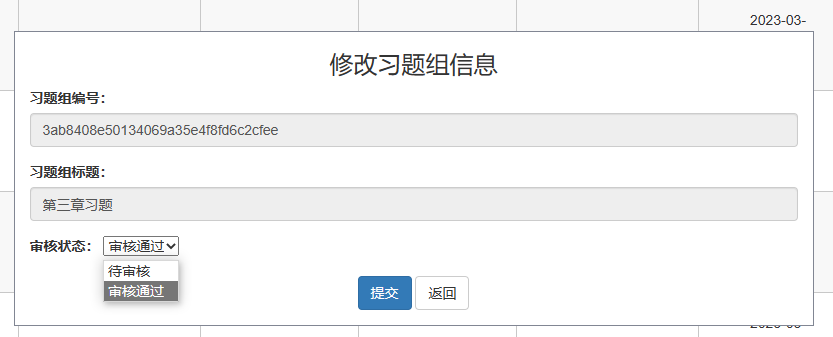 2023-03-
修改习题组信息
习题组编号:
3ab8408e50134069a35e4f8fd6c2cfee
习题组标题:
第三章习题
审核状态: 审核通过
待审核
审核通过
提交 返回